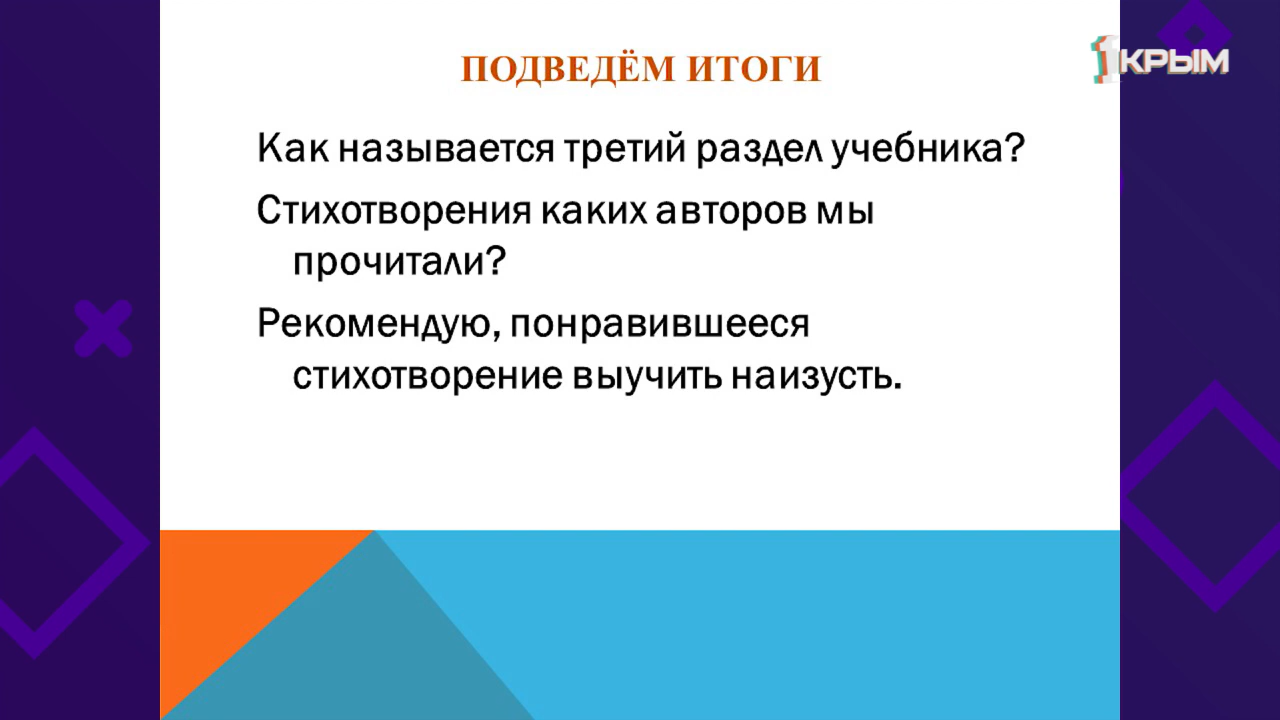 ПОДВЕДЁМ ИТОГИ
1КРЫМ
Как называется третий раздел учебника?
Стихотворения каких авторов мы
прочитали?
Рекомендую, понравившееся
стихотворение выучить наизусть.